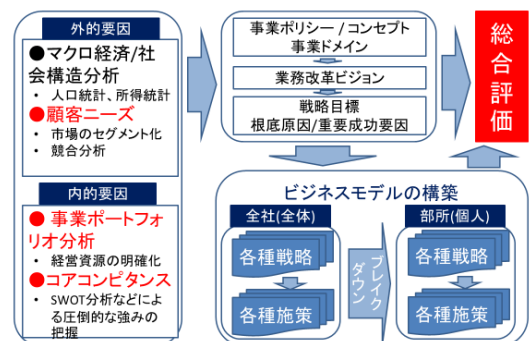 外的要因
●マクロ経済/社
会構造分析
• 人口統計、所得統計
●顧客ニーズ
• 市場のセグメント化
• 競合分析
内的要因
● 事業ポートフォ
リオ分析
• 経営資源の明確化
●コアコンピタンス
• SWOT分析などによ
る圧倒的な強みの
把握
事業ポリシー / コンセプト
事業ドメイン
業務改革ビジョン
戦略目標
根底原因/重要成功要因
総合評価
ビジネスモデルの構築
全社(全体)
各種戦略
各種施策
ブレイク
ダウン
部所(個人)
各種戦略
各種施策